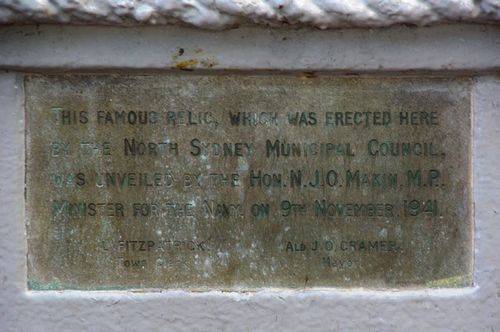 This famous relic, which was erected here
by the North Sydney Municipal Council,
was unveiled by the Hon. N.J.O. Makin. M.P.
Minister for the Navy on 9th November 1941.
L. Fitzpatrick Ald J.O. Cramer
Town Mayor